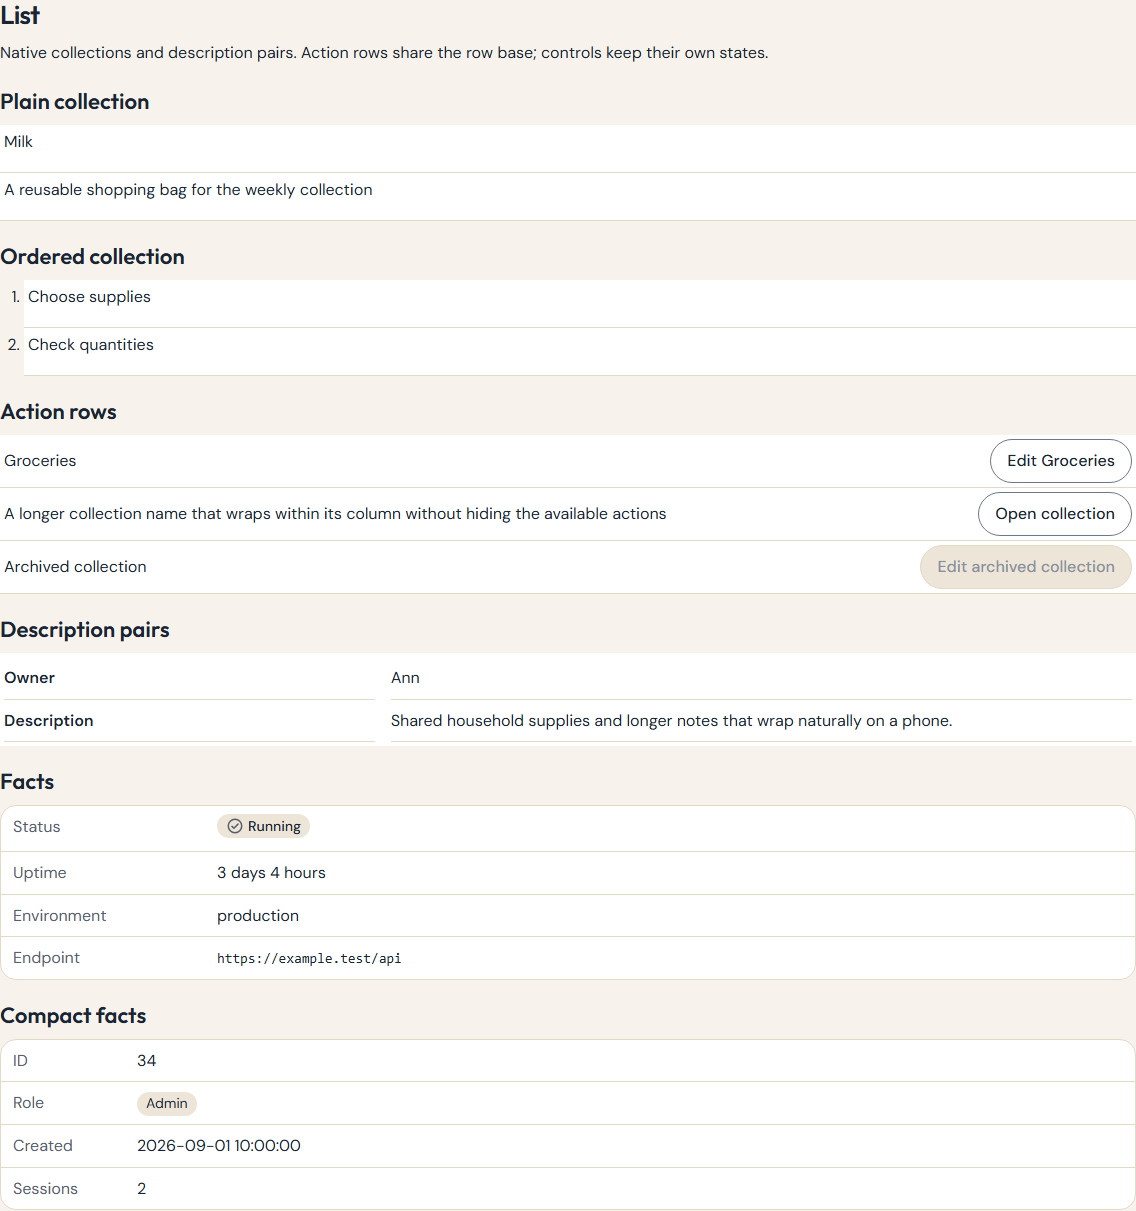 List
Native collections and description pairs. Action rows share the row base; controls keep their own states.
Plain collection
Milk
A reusable shopping bag for the weekly collection
Ordered collection
1. Choose supplies
2. Check quantities
Action rows
Groceries Edit Groceries
A longer collection name that wraps within its column without hiding the available actions Open collection
Archived collection Edit archived collection
Description pairs
Owner Ann
Description Shared household supplies and longer notes that wrap naturally on a phone.
Facts
Status Running
Uptime 3 days 4 hours
Environment production
Endpoint https://example.test/api
Compact facts
ID 34
Role Admin
Created 2026-09-01 10:00:00
Sessions 2